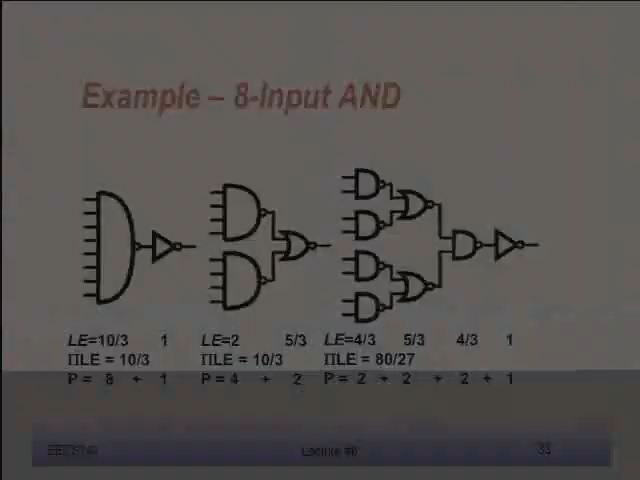 Example – 8-Input AND
LE=10/3 1 LE=2 5/3 LE=4/3 5/3 4/3 1
ΠLE = 10/3 ΠLE = 10/3 ΠLE = 80/27
P = 8 + 1 P = 4 + 2 P = 2 + 2 + 2 + 1
Lecture